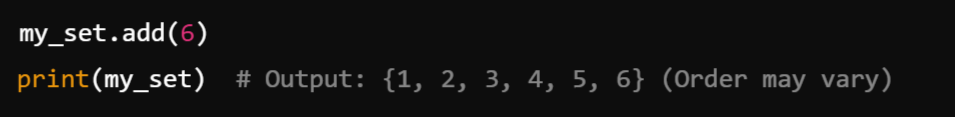 my_set.add(6)
print(my_set)  # Output: {1, 2, 3, 4, 5, 6} (Order may vary)